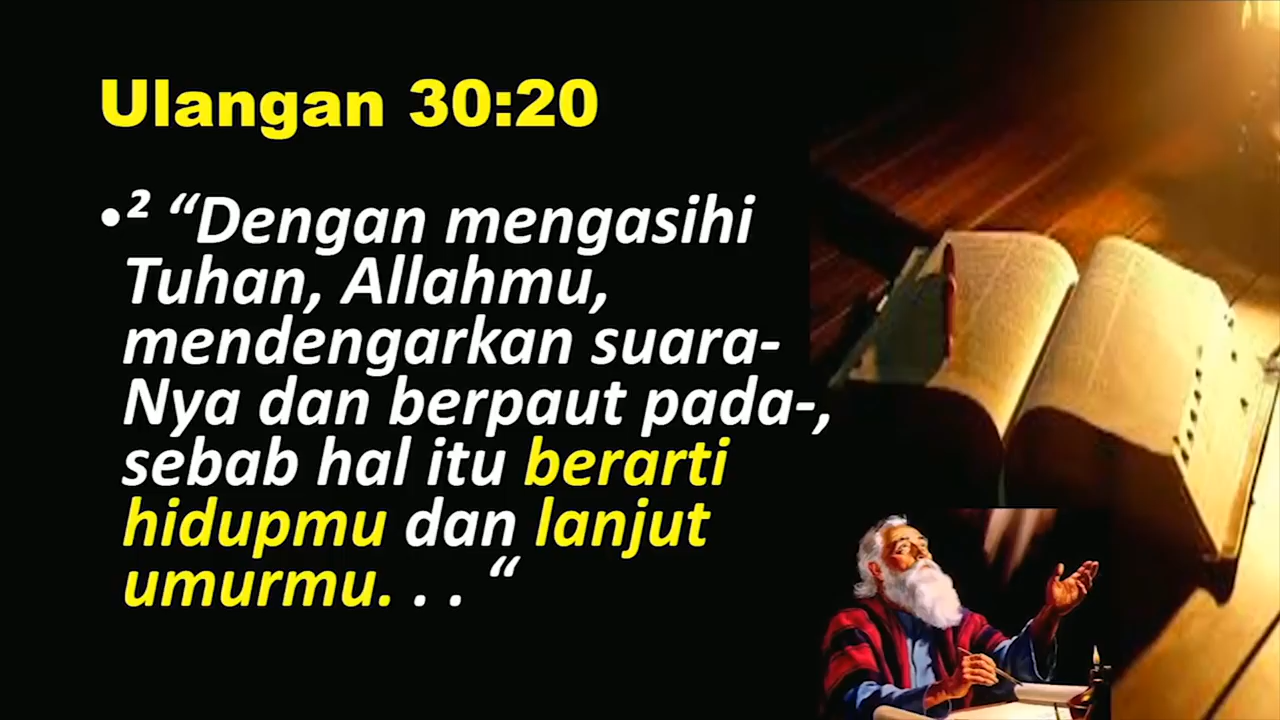 Ulangan 30:20
•² “Dengan mengasihi
Tuhan, Allahmu,
mendengarkan suara-
Nya dan berpaut pada-,
sebab hal itu berarti
hidupmu dan lanjut
umurmu. . . “